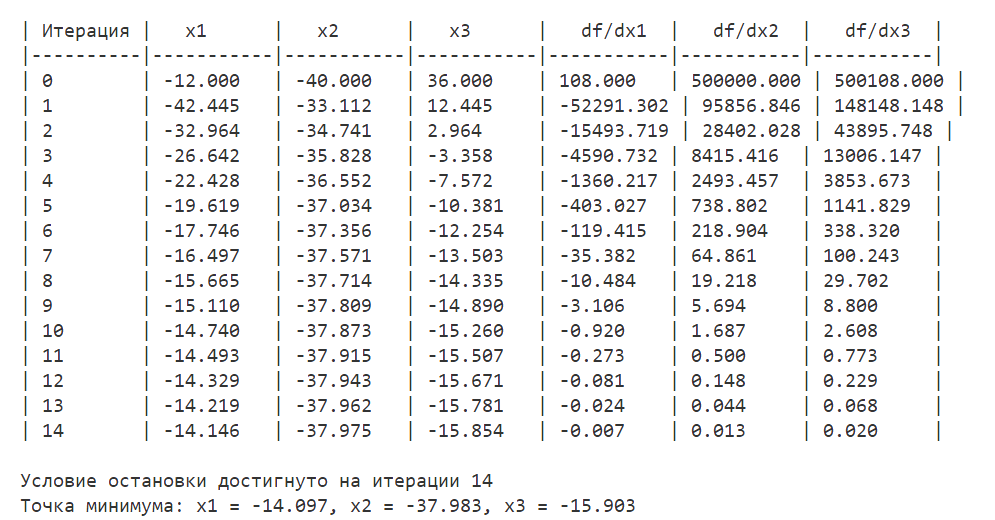 | Итерация |    x1     |    x2     |    x3     |    df/dx1  |    df/dx2  |    df/dx3  |
|----------|-----------|-----------|-----------|-----------|-----------|-----------|
| 0        | -12.000   | -40.000   | 36.000    | 108.000    | 500000.000 | 500108.000 |
| 1        | -42.445   | -33.112   | 12.445    | -52291.302 | 95856.846  | 148148.148 |
| 2        | -32.964   | -34.741   | 2.964     | -15493.719 | 28402.028  | 43895.748 |
| 3        | -26.642   | -35.828   | -3.358    | -4590.732 | 8415.416  | 13006.147 |
| 4        | -22.428   | -36.552   | -7.572    | -1360.217 | 2493.457  | 3853.673  |
| 5        | -19.619   | -37.034   | -10.381   | -403.027  | 738.802   | 1141.829  |
| 6        | -17.746   | -37.356   | -12.254   | -119.415  | 218.904   | 338.320   |
| 7        | -16.497   | -37.571   | -13.503   | -35.382   | 64.861    | 100.243   |
| 8        | -15.665   | -37.714   | -14.335   | -10.484   | 19.218    | 29.702    |
| 9        | -15.110   | -37.809   | -14.890   | -3.106    | 5.694     | 8.800     |
| 10       | -14.740   | -37.873   | -15.260   | -0.920    | 1.687     | 2.608     |
| 11       | -14.493   | -37.915   | -15.507   | -0.273    | 0.500     | 0.773     |
| 12       | -14.329   | -37.943   | -15.671   | -0.081    | 0.148     | 0.229     |
| 13       | -14.219   | -37.962   | -15.781   | -0.024    | 0.044     | 0.068     |
| 14       | -14.146   | -37.975   | -15.854   | -0.007    | 0.013     | 0.020     |
Условие остановки достигнуто на итерации 14
Точка минимума: x1 = -14.097, x2 = -37.983, x3 = -15.903